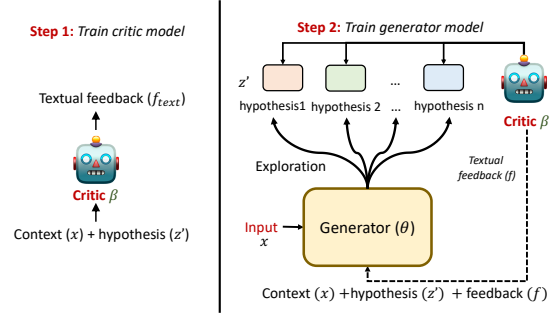 Step 1: Train critic model
Textual feedback (f_text)
Critic β
Context (x) + hypothesis (z')
Step 2: Train generator model
z'
...
hypothesis1 hypothesis 2 ... hypothesis n
Critic β
Exploration
Textual
feedback (f)
Input
x
Generator (θ)
Context (x) +hypothesis (z') + feedback (f)